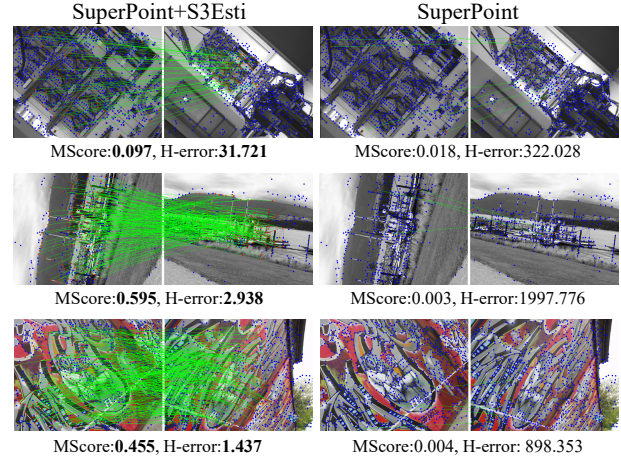 SuperPoint+S3Esti SuperPoint
MScore:0.097, H-error:31.721 MScore:0.018, H-error:322.028
MScore:0.595, H-error:2.938 MScore:0.003, H-error:1997.776
MScore:0.455, H-error:1.437 MScore:0.004, H-error: 898.353